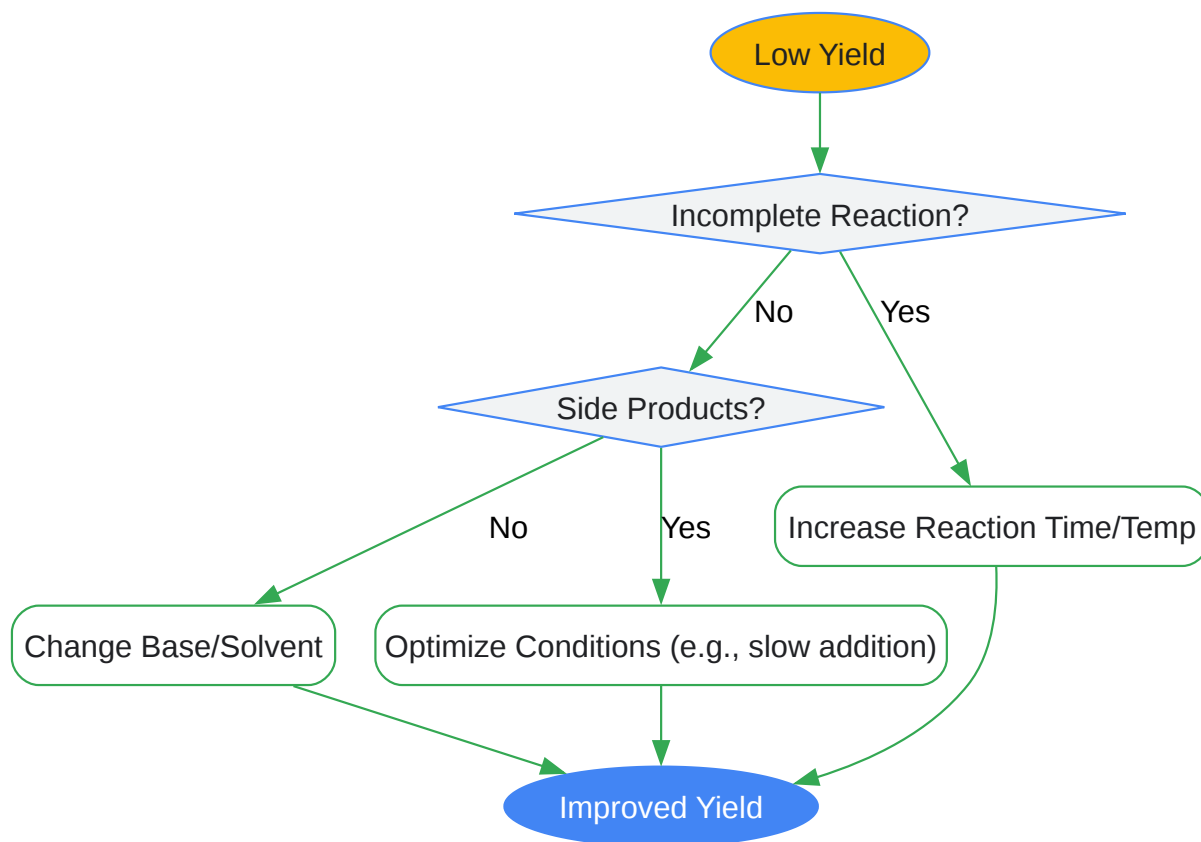 Low Yield
Incomplete Reaction?
No
Yes
Side Products?
No
Yes
Increase Reaction Time/Temp
Change Base/Solvent
Optimize Conditions (e.g., slow addition)
Improved Yield